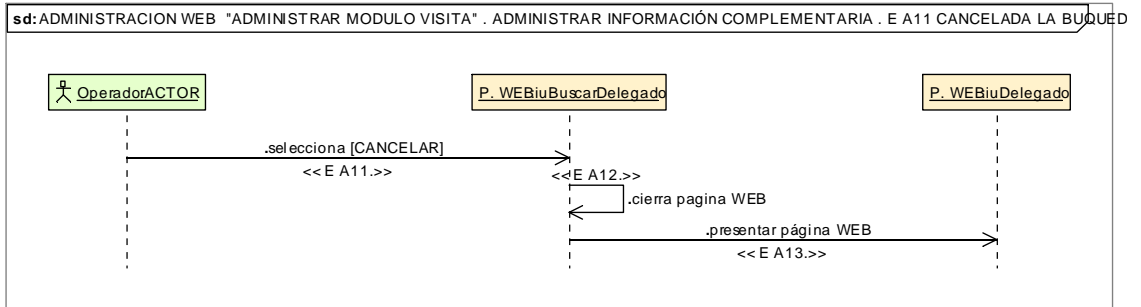 sd: ADMINISTRACION WEB "ADMINISTRAR MODULO VISITA" . ADMINISTRAR INFORMACIÓN COMPLEMENTARIA . E A11 CANCELADA LA BUQUED
OperadorACTOR
P. WEBiuBuscarDelegado
P. WEBiuDelegado
.selecciona [CANCELAR]
<< E A11.>>
<< E A12.>>
.cierra pagina WEB
.presentar página WEB
<< E A13.>>